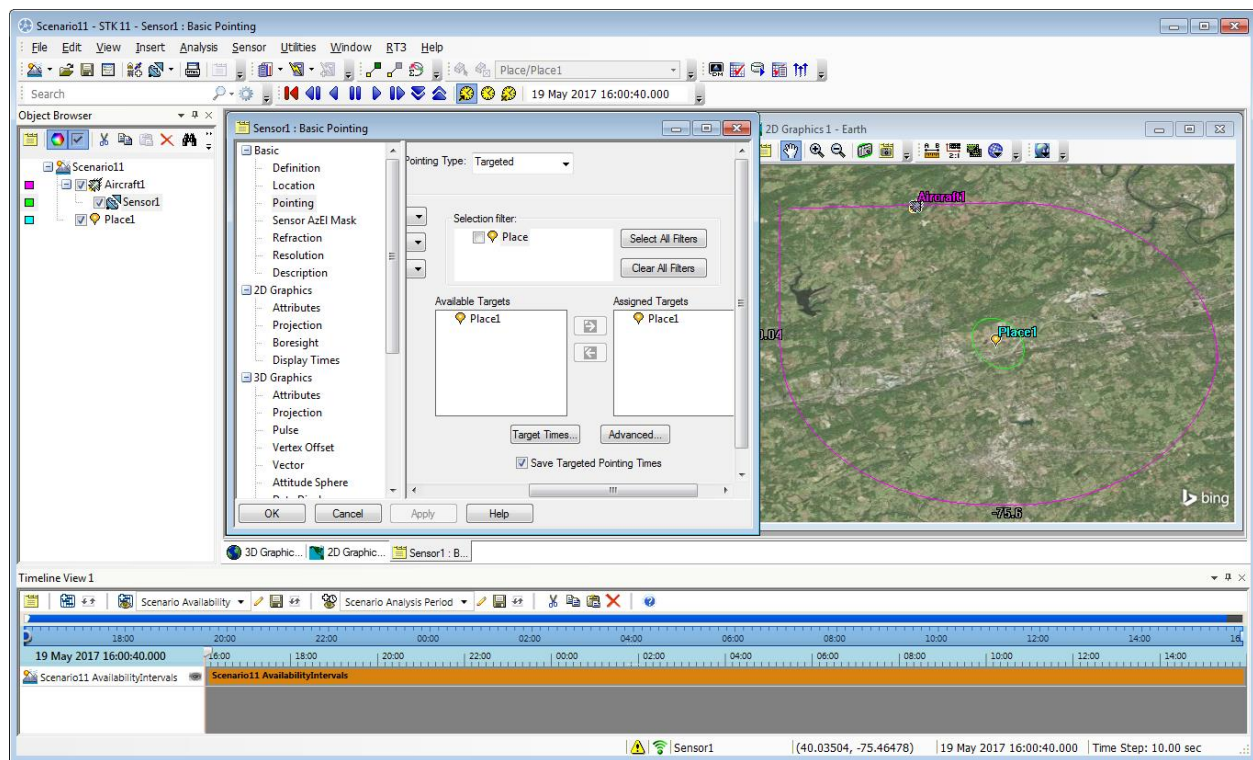 Scenario11 - STK 11 - Sensor1 : Basic Pointing
File Edit View Insert Analysis Sensor Utilities Window RT3 Help
Place/Place1
Search
19 May 2017 16:00:40.000
Object Browser
Scenario11
Aircraft1
Sensor1
Place1
Sensor1 : Basic Pointing
Basic
Definition
Location
Pointing
Sensor AzEl Mask
Refraction
Resolution
Description
2D Graphics
Attributes
Projection
Boresight
Display Times
3D Graphics
Attributes
Projection
Pulse
Vertex Offset
Vector
Attitude Sphere
Pointing Type: Targeted
Selection filter:
Place
Select All Filters
Clear All Filters
Available Targets
Assigned Targets
Place1
Place1
Target Times...
Advanced...
Save Targeted Pointing Times
OK Cancel Apply Help
2D Graphics 1 - Earth
Aircraft1
Place1
0.04
-75.6
bing
3D Graphic... 2D Graphic... Sensor1 : B...
Timeline View 1
Scenario Availability Scenario Analysis Period
18:00 20:00 22:00 00:00 02:00 04:00 06:00 08:00 10:00 12:00 14:00 16
19 May 2017 16:00:40.000 16:00 18:00 20:00 22:00 00:00 02:00 04:00 06:00 08:00 10:00 12:00 14:00
Scenario11 AvailabilityIntervals Scenario11 AvailabilityIntervals
Sensor1 (40.03504, -75.46478) 19 May 2017 16:00:40.000 Time Step: 10.00 sec